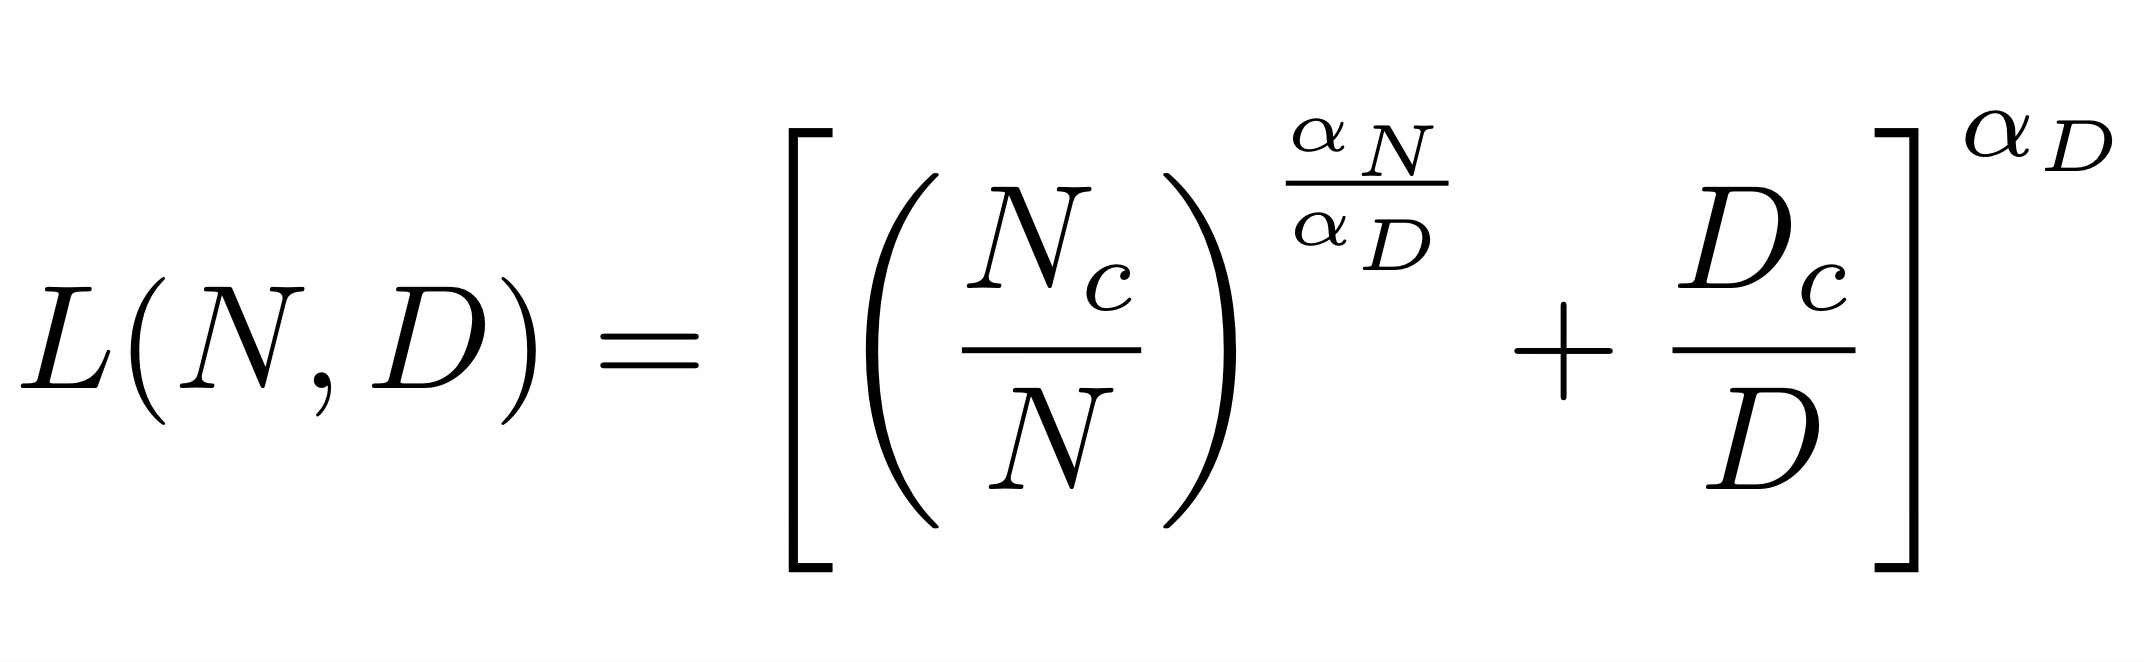 L(N, D) = [(N_c/N)^{α_N/α_D} + D_c/D]^{α_D}